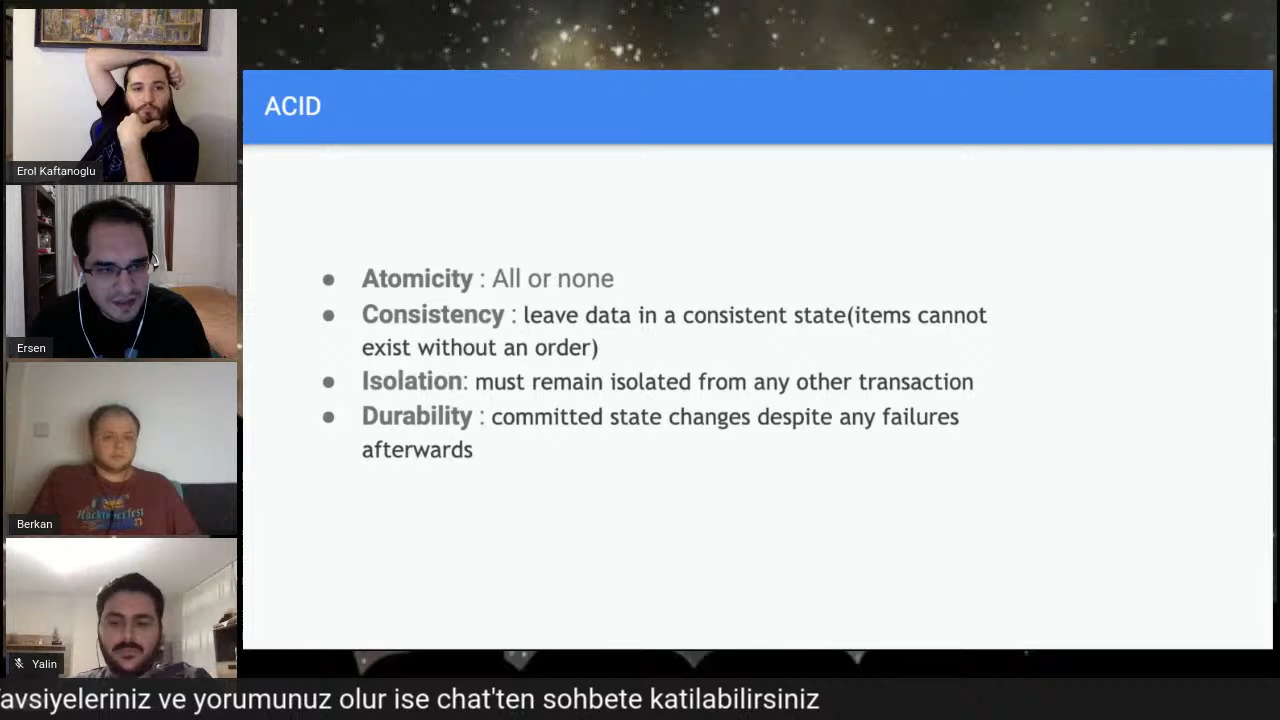 Erol Kaftanoglu
Ersen
Hacktoberfest
Berkan
Yalin
ACID
● Atomicity : All or none
● Consistency : leave data in a consistent state(items cannot
exist without an order)
● Isolation: must remain isolated from any other transaction
● Durability : committed state changes despite any failures
afterwards
avsiyeleriniz ve yorumunuz olur ise chat'ten sohbete katilabilirsiniz